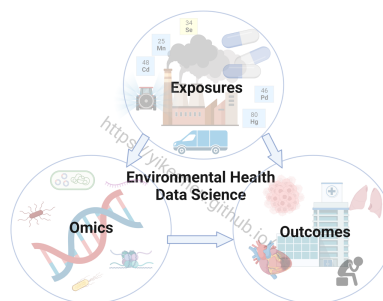 34
Se
25
Mn
48
Cd
Exposures
46
Pd
80
Hg
Environmental Health
Data Science
Omics
Outcomes